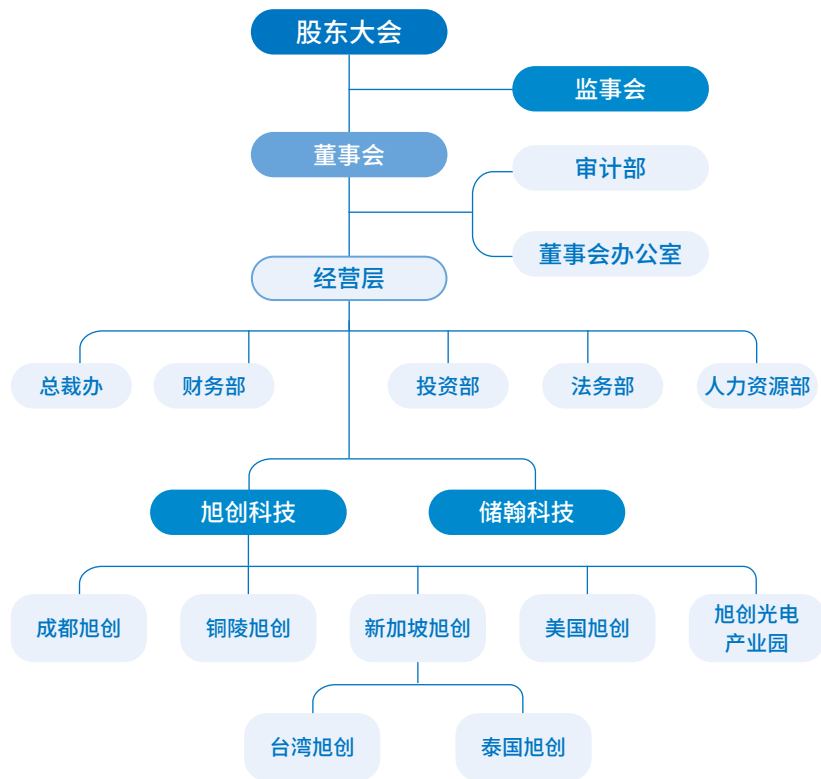 股东大会
监事会
董事会
审计部
董事会办公室
经营层
总裁办
财务部
投资部
法务部
人力资源部
旭创科技
储翰科技
成都旭创
铜陵旭创
新加坡旭创
美国旭创
旭创光电
产业园
台湾旭创
泰国旭创